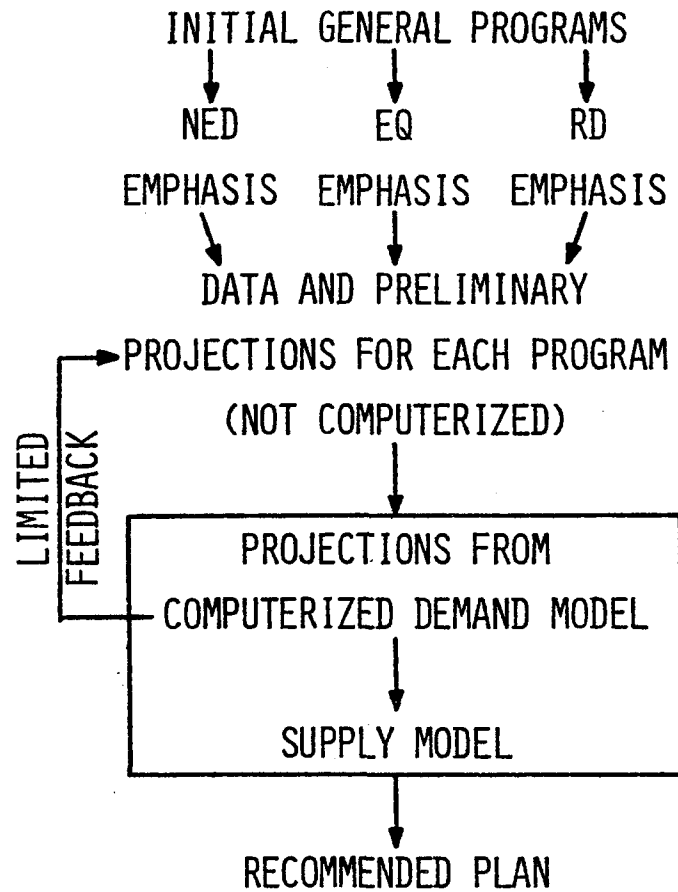 INITIAL GENERAL PROGRAMS
NED EQ RD
EMPHASIS EMPHASIS EMPHASIS
DATA AND PRELIMINARY
PROJECTIONS FOR EACH PROGRAM
(NOT COMPUTERIZED)
LIMITED
FEEDBACK
PROJECTIONS FROM
COMPUTERIZED DEMAND MODEL
SUPPLY MODEL
RECOMMENDED PLAN